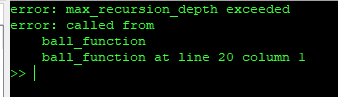 error: max_recursion_depth exceeded
error: called from
    ball_function
    ball_function at line 20 column 1
>>